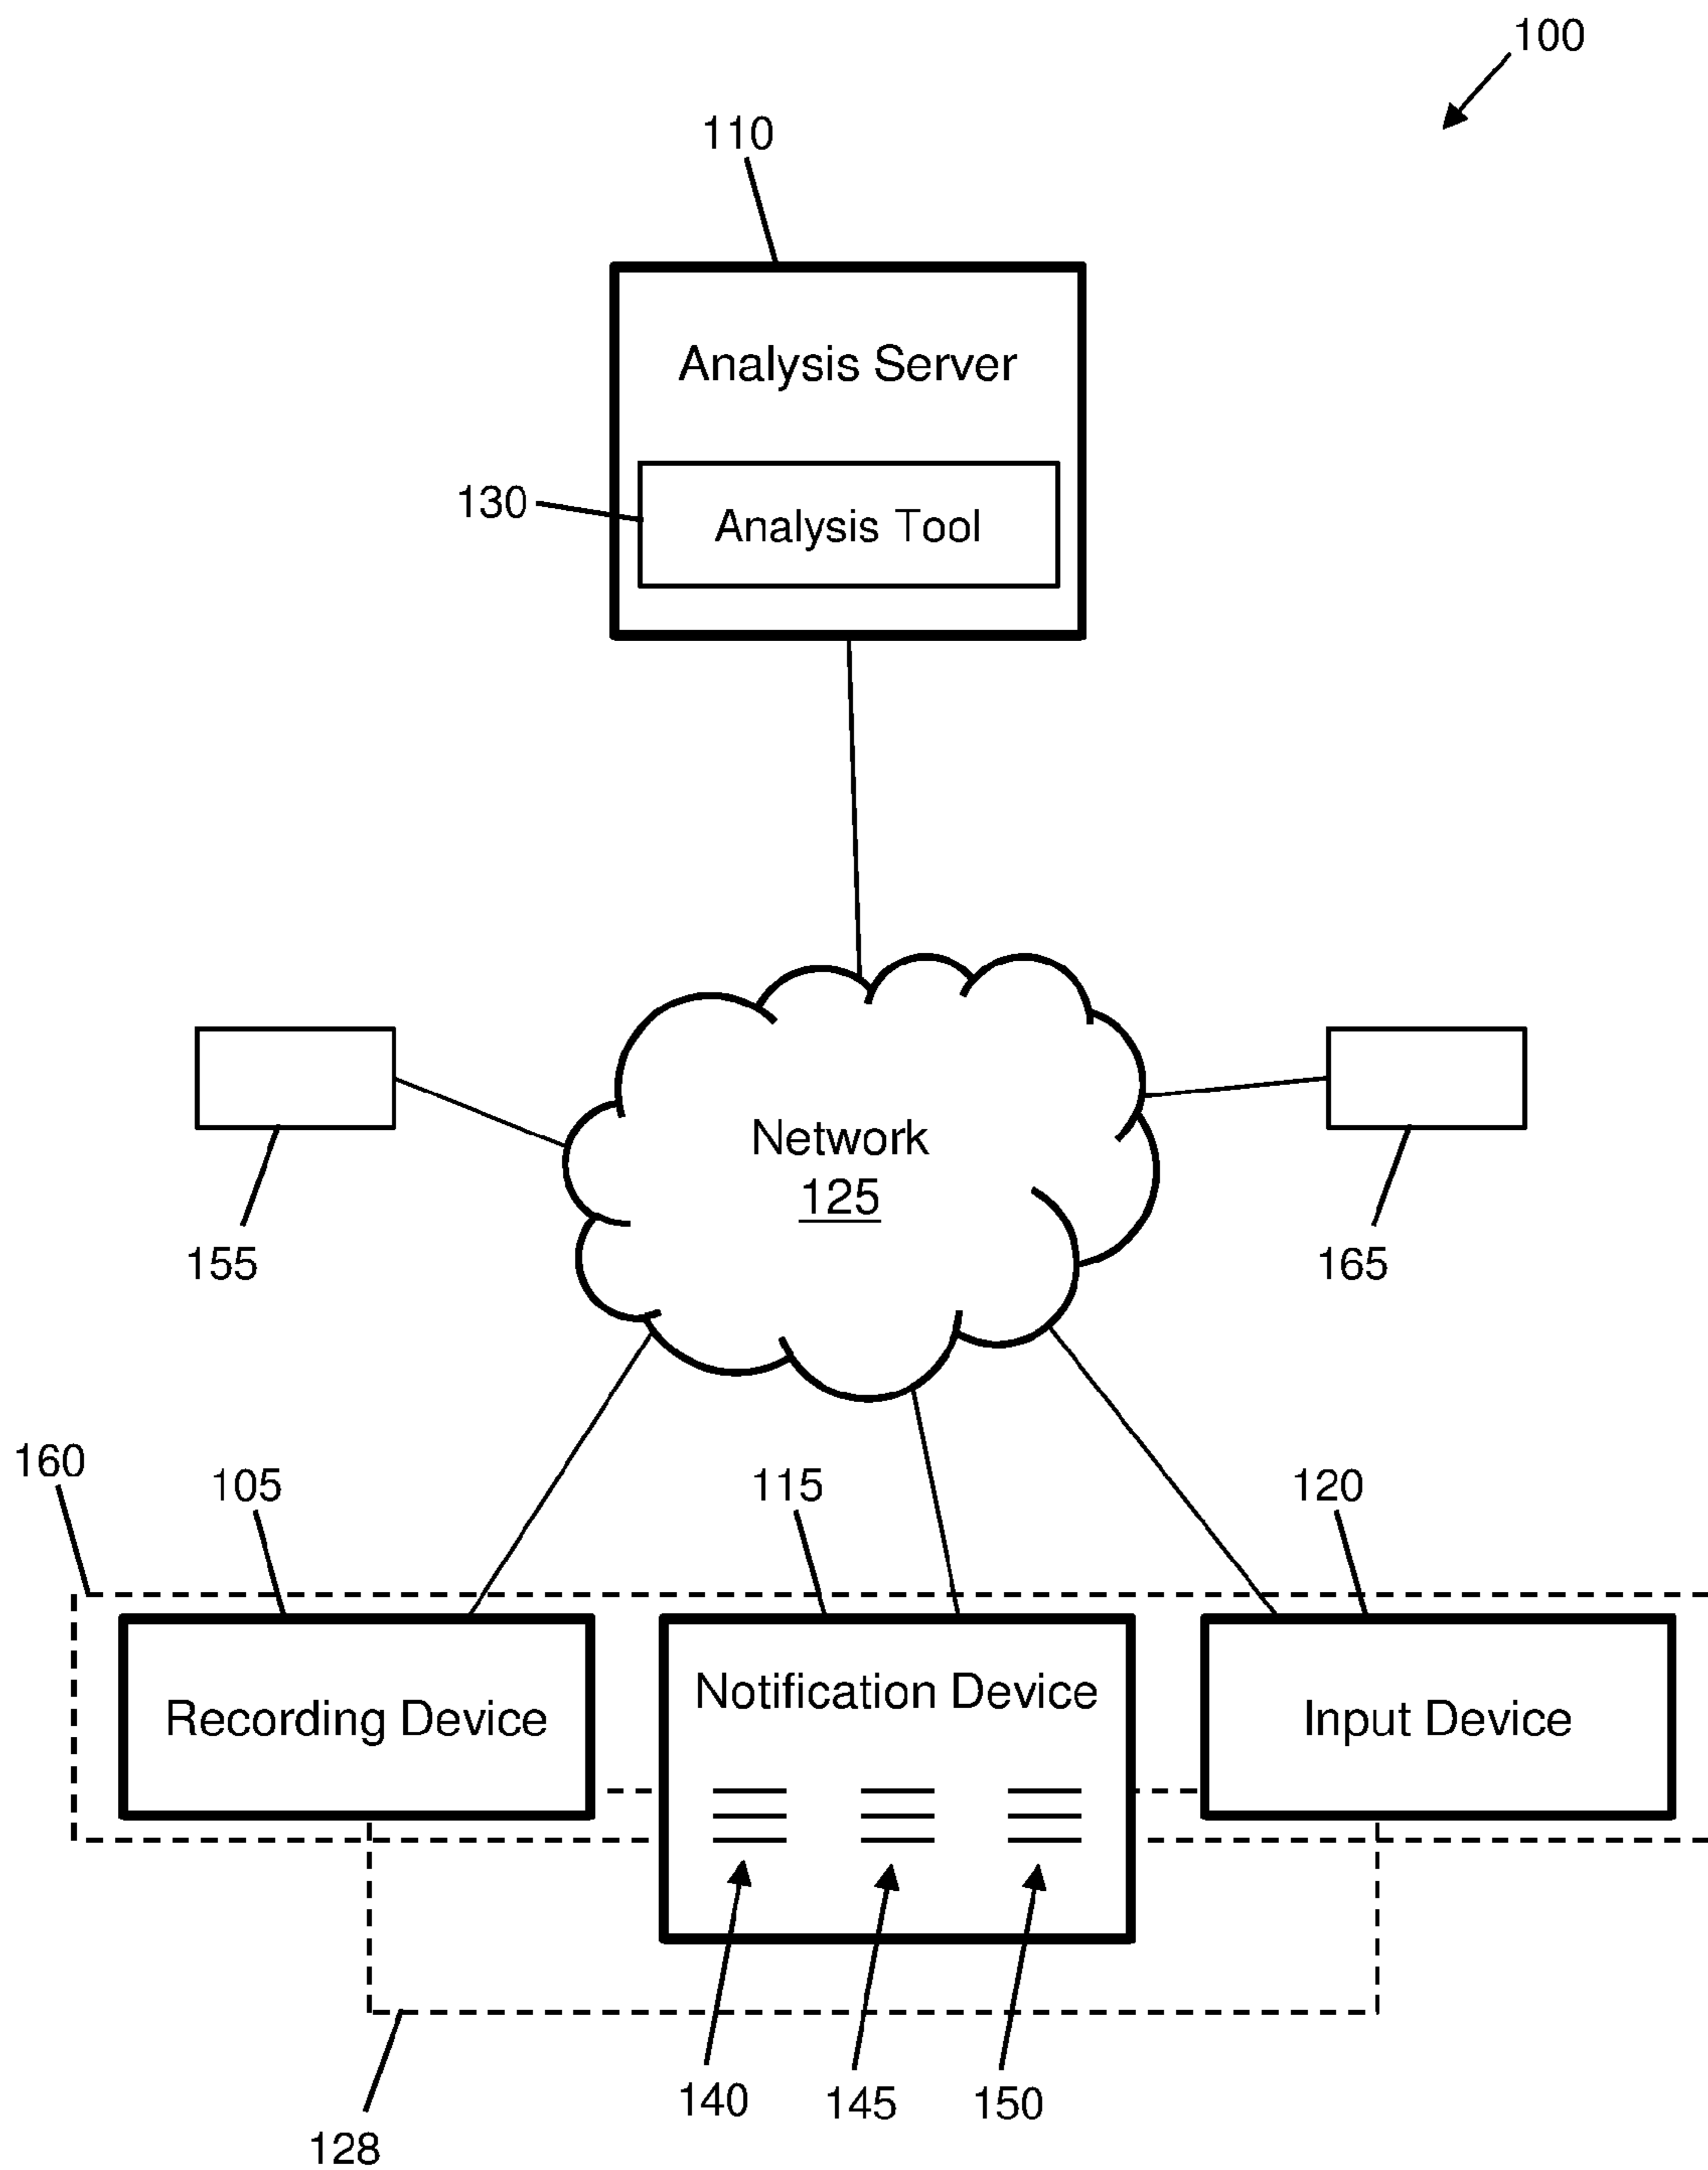 100
110
Analysis Server
130
Analysis Tool
Network
125
155
165
160
105
115
120
Recording Device
Notification Device
Input Device
140
145
150
128